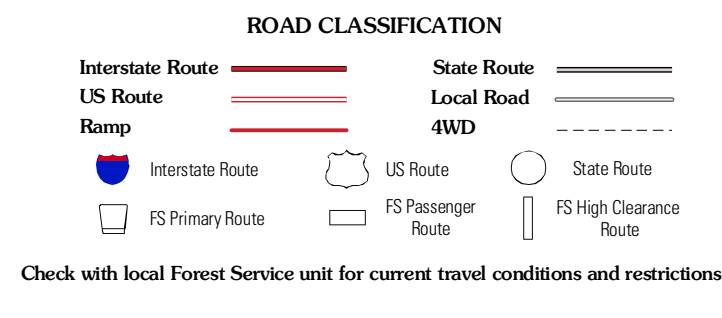 ROAD CLASSIFICATION
Interstate Route
State Route
US Route
Local Road
Ramp
4WD
Interstate Route
US Route
State Route
FS Primary Route
FS Passenger
Route
FS High Clearance
Route
Check with local Forest Service unit for current travel conditions and restrictions